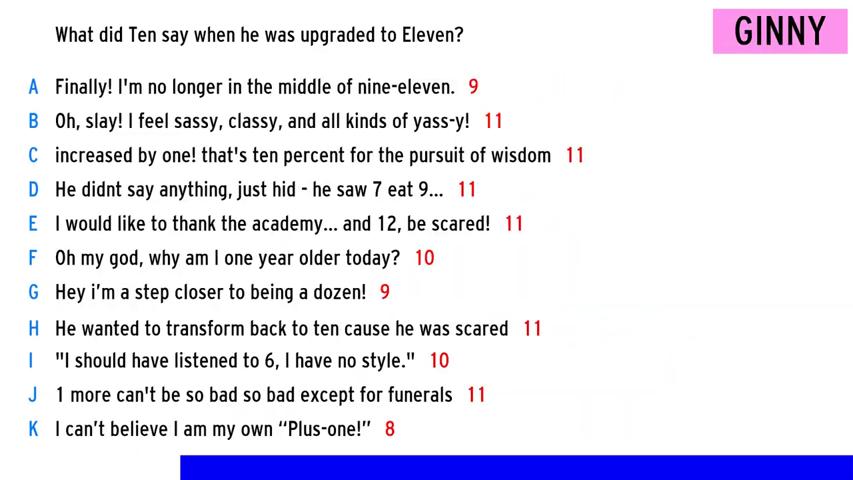 What did Ten say when he was upgraded to Eleven?
GINNY
A Finally! I'm no longer in the middle of nine-eleven. 9
B Oh, slay! I feel sassy, classy, and all kinds of yass-y! 11
C increased by one! that's ten percent for the pursuit of wisdom 11
D He didnt say anything, just hid - he saw 7 eat 9... 11
E I would like to thank the academy... and 12, be scared! 11
F Oh my god, why am I one year older today? 10
G Hey i’m a step closer to being a dozen! 9
H He wanted to transform back to ten cause he was scared 11
I "I should have listened to 6, I have no style." 10
J 1 more can't be so bad so bad except for funerals 11
K I can’t believe I am my own “Plus-one!” 8